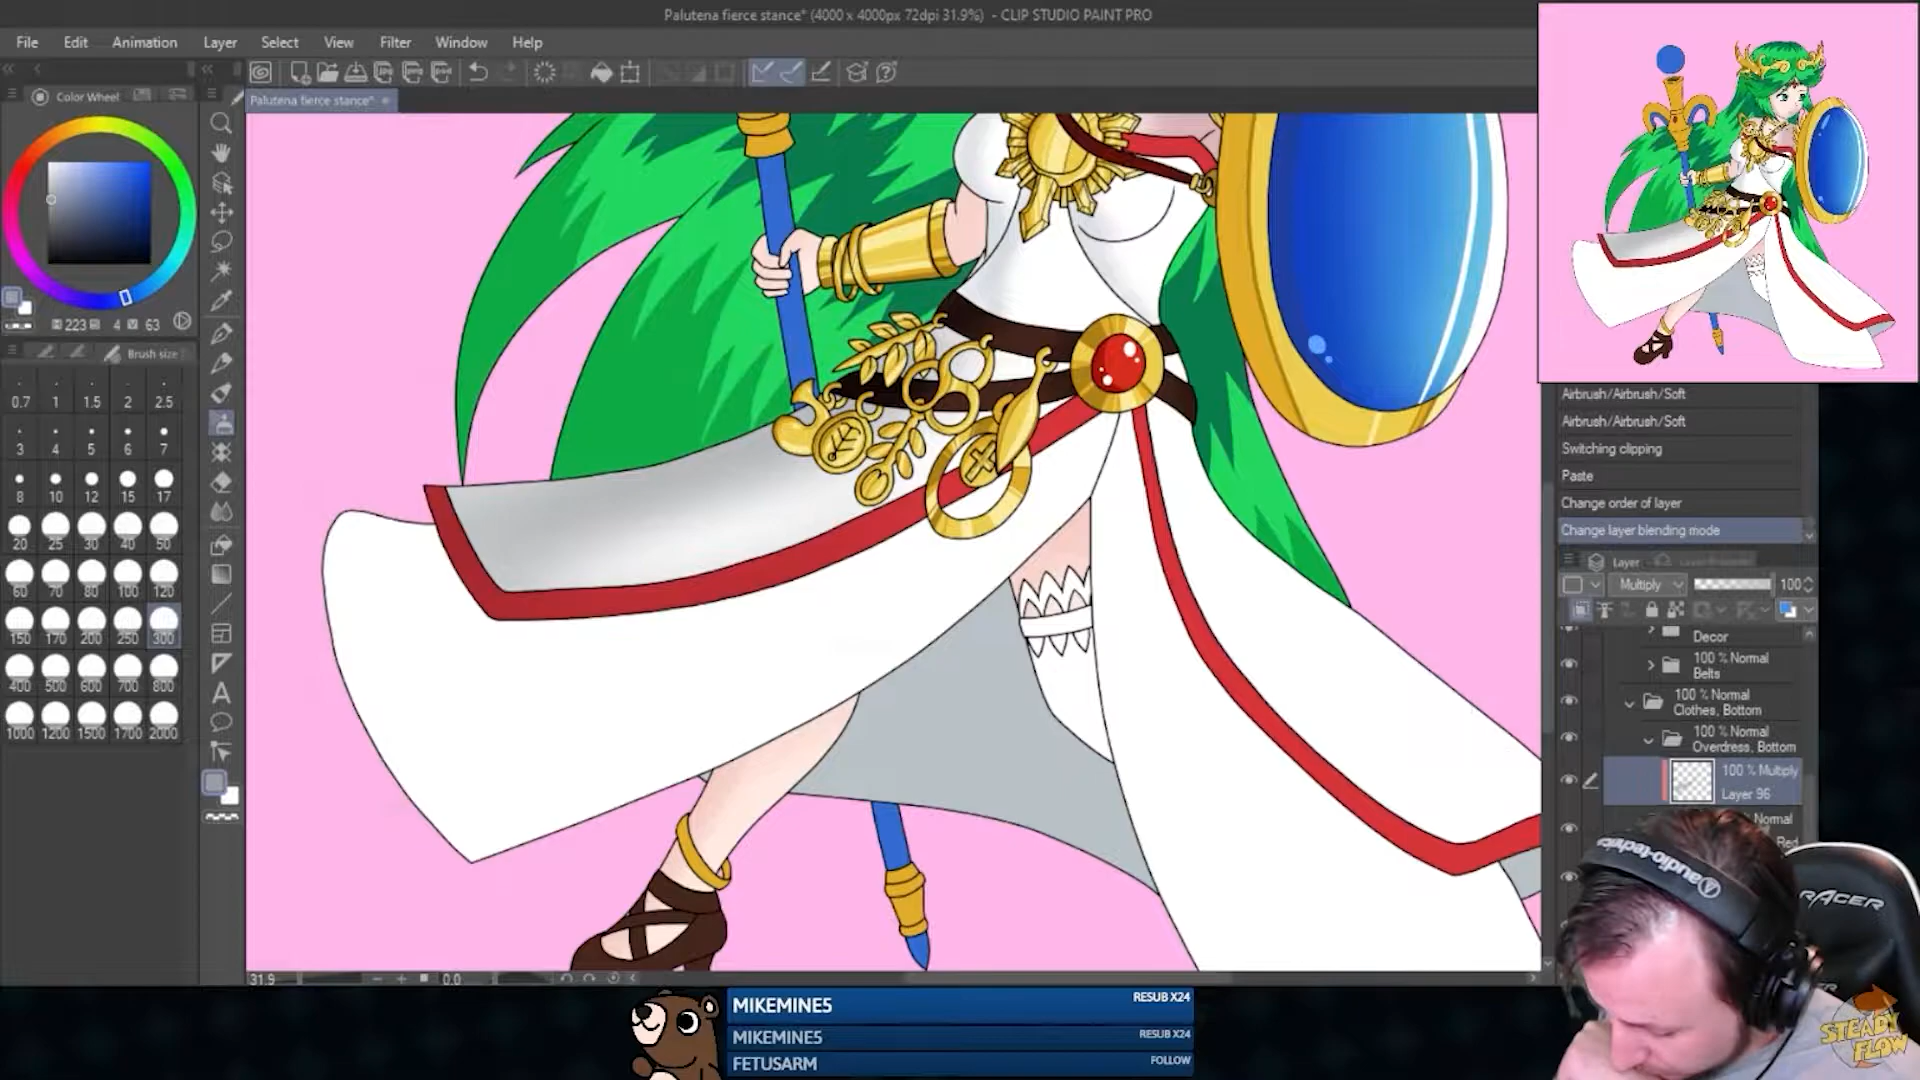 Palutena fierce stance* (4000 x 4000px 72dpi 31.9%) - CLIP STUDIO PAINT PRO
File Edit Animation Layer Select View Filter Window Help
Color Wheel
Palutena fierce stance*
223 4 63
Brush size
0.7 1 1.5 2 2.5
3 4 5 6 7
8 10 12 15 17
20 25 30 40 50
60 70 80 100 120
150 170 200 250 300
400 500 600 700 800
1000 1200 1500 1700 2000
Airbrush/Airbrush/Soft
Airbrush/Airbrush/Soft
Switching clipping
Paste
Change order of layer
Change layer blending mode
Layer
Multiply 100
Decor
100 % Normal
Belts
100 % Normal
Clothes, Bottom
100 % Normal
Overdress, Bottom
100 % Multiply
Layer 96
Normal
Red
31.9 0.0
audio-technica
RACER
STEADY
FLOW
MIKEMINE5 RESUB X24
MIKEMINE5 RESUB X24
FETUSARM FOLLOW